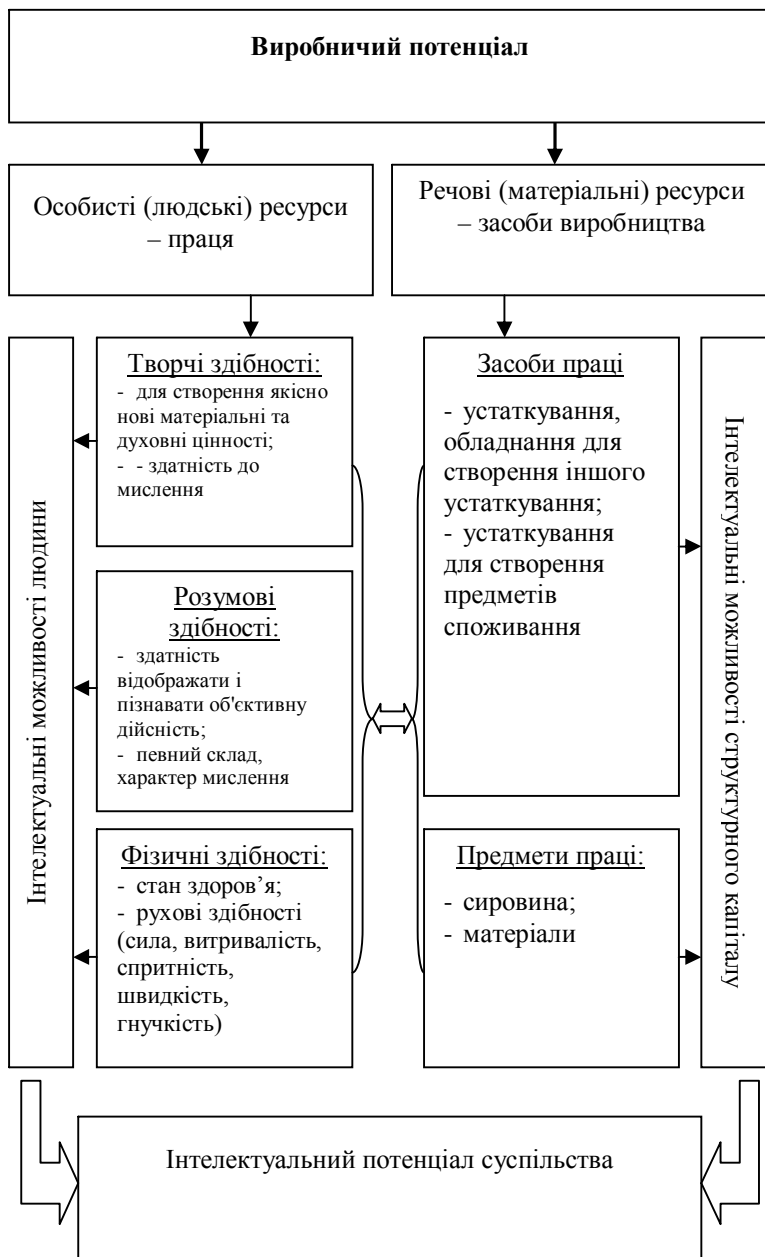 Виробничий потенціал
Особисті (людські) ресурси
– праця
Речові (матеріальні) ресурси
– засоби виробництва
Інтелектуальні можливості людини
Творчі здібності:
- для створення якісно
нові матеріальні та
духовні цінності;
- - здатність до
мислення
Розумові
здібності:
- здатність
відображати і
пізнавати об'єктивну
дійсність;
- певний склад,
характер мислення
Фізичні здібності:
- стан здоров’я;
- рухові здібності
(сила, витривалість,
спритність,
швидкість,
гнучкість)
Засоби праці
- устаткування,
обладнання для
створення іншого
устаткування;
- устаткування
для створення
предметів
споживання
Предмети праці:
- сировина;
- матеріали
Інтелектуальні можливості структурного капіталу
Інтелектуальний потенціал суспільства